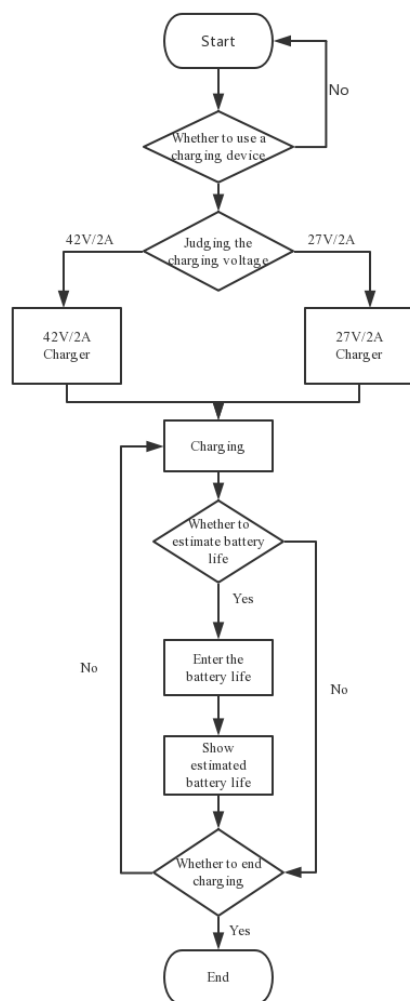 Start
No
Whether to use a
charging device
42V/2A
Judging the
charging voltage
27V/2A
42V/2A
Charger
27V/2A
Charger
Charging
Whether to
estimate battery
life
Yes
Enter the
battery life
No
No
Show
estimated
battery life
Whether to end
charging
Yes
End